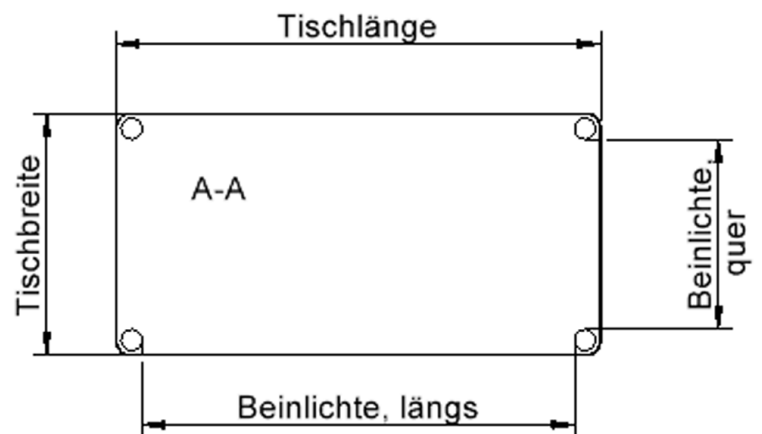 Tischlänge
Tischbreite
A-A
Beinlichte,
quer
Beinlichte, längs